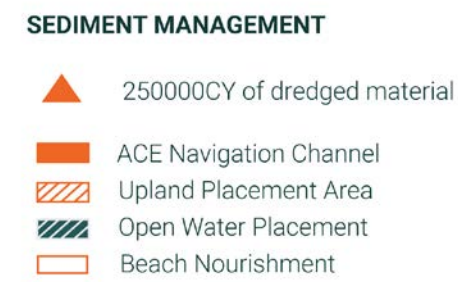 SEDIMENT MANAGEMENT
250000CY of dredged material
ACE Navigation Channel
Upland Placement Area
Open Water Placement
Beach Nourishment